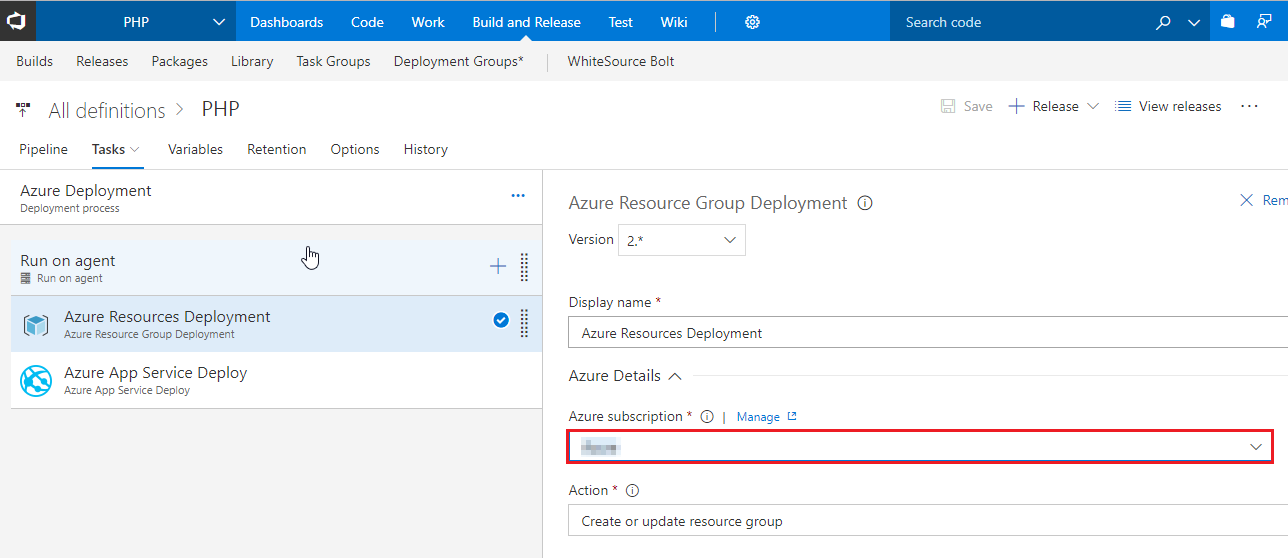 PHP Dashboards Code Work Build and Release Test Wiki Search code
Builds Releases Packages Library Task Groups Deployment Groups* WhiteSource Bolt
All definitions > PHP Save Release View releases ...
Pipeline Tasks Variables Retention Options History
Azure Deployment
Deployment process
Run on agent
Run on agent
Azure Resources Deployment
Azure Resource Group Deployment
Azure App Service Deploy
Azure App Service Deploy
Azure Resource Group Deployment Rem
Version 2.*
Display name *
Azure Resources Deployment
Azure Details
Azure subscription * | Manage
Action *
Create or update resource group